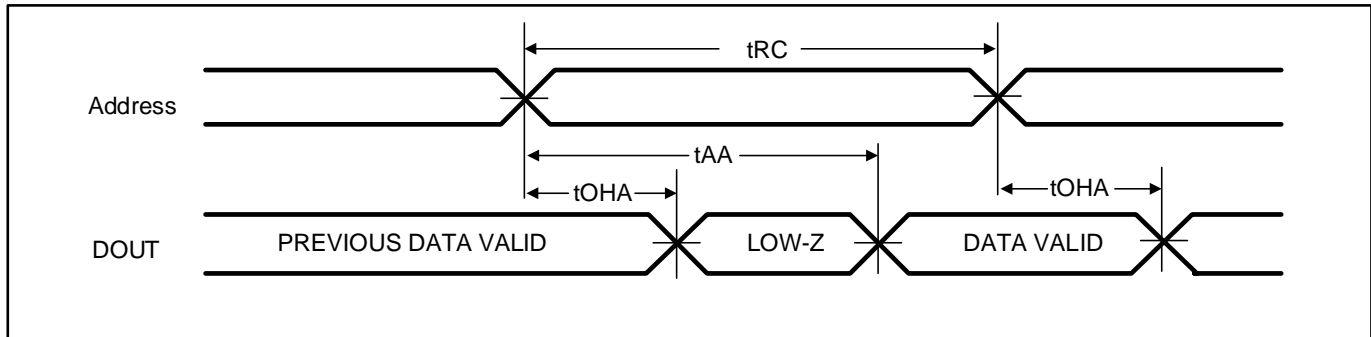 tRC
Address
tAA
tOHA
tOHA
DOUT
PREVIOUS DATA VALID
LOW-Z
DATA VALID